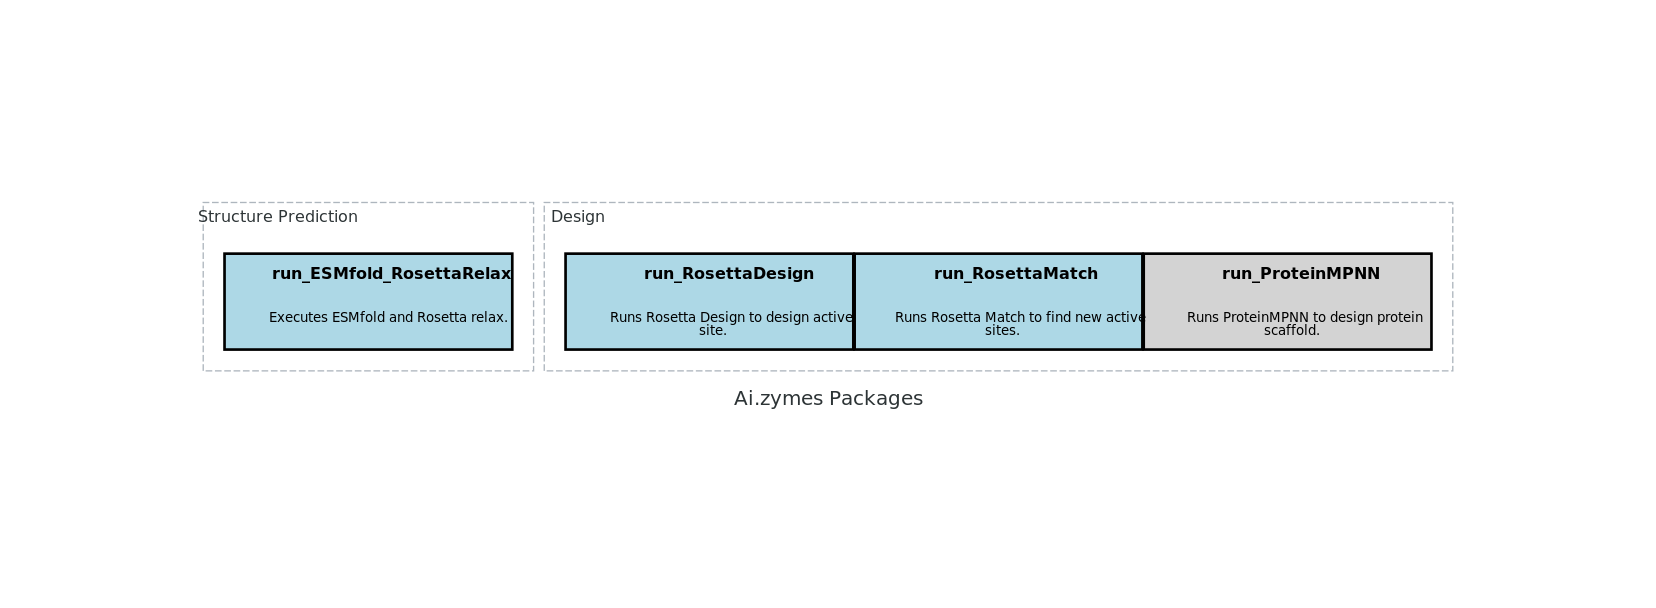 Structure Prediction
Design
run_ESMfold_RosettaRelax
Executes ESMfold and Rosetta relax.
run_RosettaDesign
Runs Rosetta Design to design active
site.
run_RosettaMatch
Runs Rosetta Match to find new active
sites.
run_ProteinMPNN
Runs ProteinMPNN to design protein
scaffold.
Ai.zymes Packages